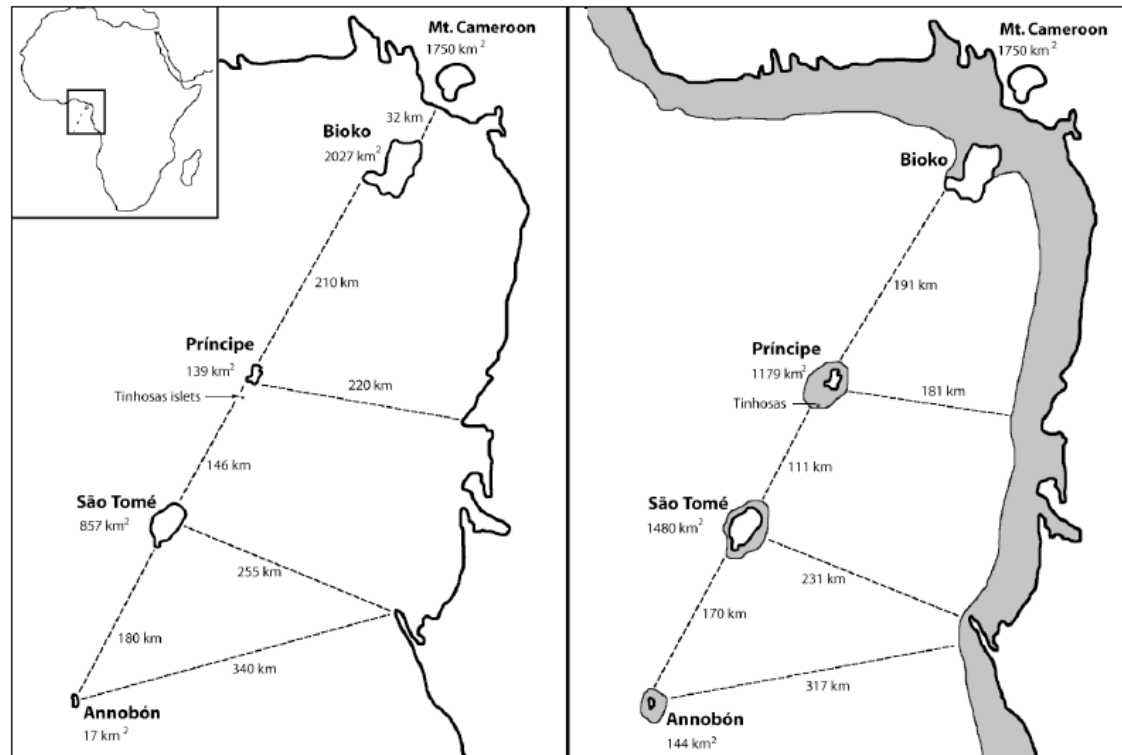 Mt. Cameroon
1750 km²
32 km
Bioko
2027 km²
210 km
Príncipe
139 km²
220 km
Tinhosas islets
146 km
São Tomé
857 km²
255 km
180 km
340 km
Annobón
17 km²
Mt. Cameroon
1750 km²
Bioko
191 km
Príncipe
1179 km²
181 km
Tinhosas
111 km
São Tomé
1480 km²
231 km
170 km
317 km
Annobón
144 km²